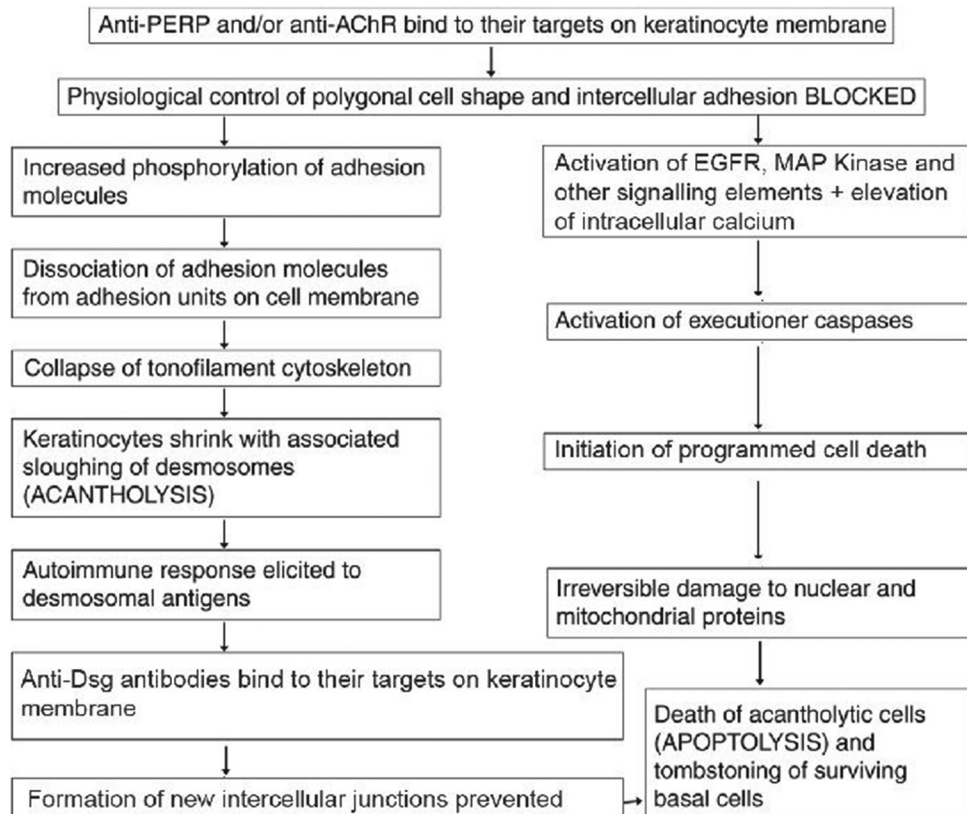 Anti-PERP and/or anti-AChR bind to their targets on keratinocyte membrane
Physiological control of polygonal cell shape and intercellular adhesion BLOCKED
Increased phosphorylation of adhesion
molecules
Dissociation of adhesion molecules
from adhesion units on cell membrane
Collapse of tonofilament cytoskeleton
Keratinocytes shrink with associated
sloughing of desmosomes
(ACANTHOLYSIS)
Autoimmune response elicited to
desmosomal antigens
Anti-Dsg antibodies bind to their targets on keratinocyte
membrane
Formation of new intercellular junctions prevented
Activation of EGFR, MAP Kinase and
other signalling elements + elevation
of intracellular calcium
Activation of executioner caspases
Initiation of programmed cell death
Irreversible damage to nuclear and
mitochondrial proteins
Death of acantholytic cells
(APOPTOLYSIS) and
tombstoning of surviving
basal cells